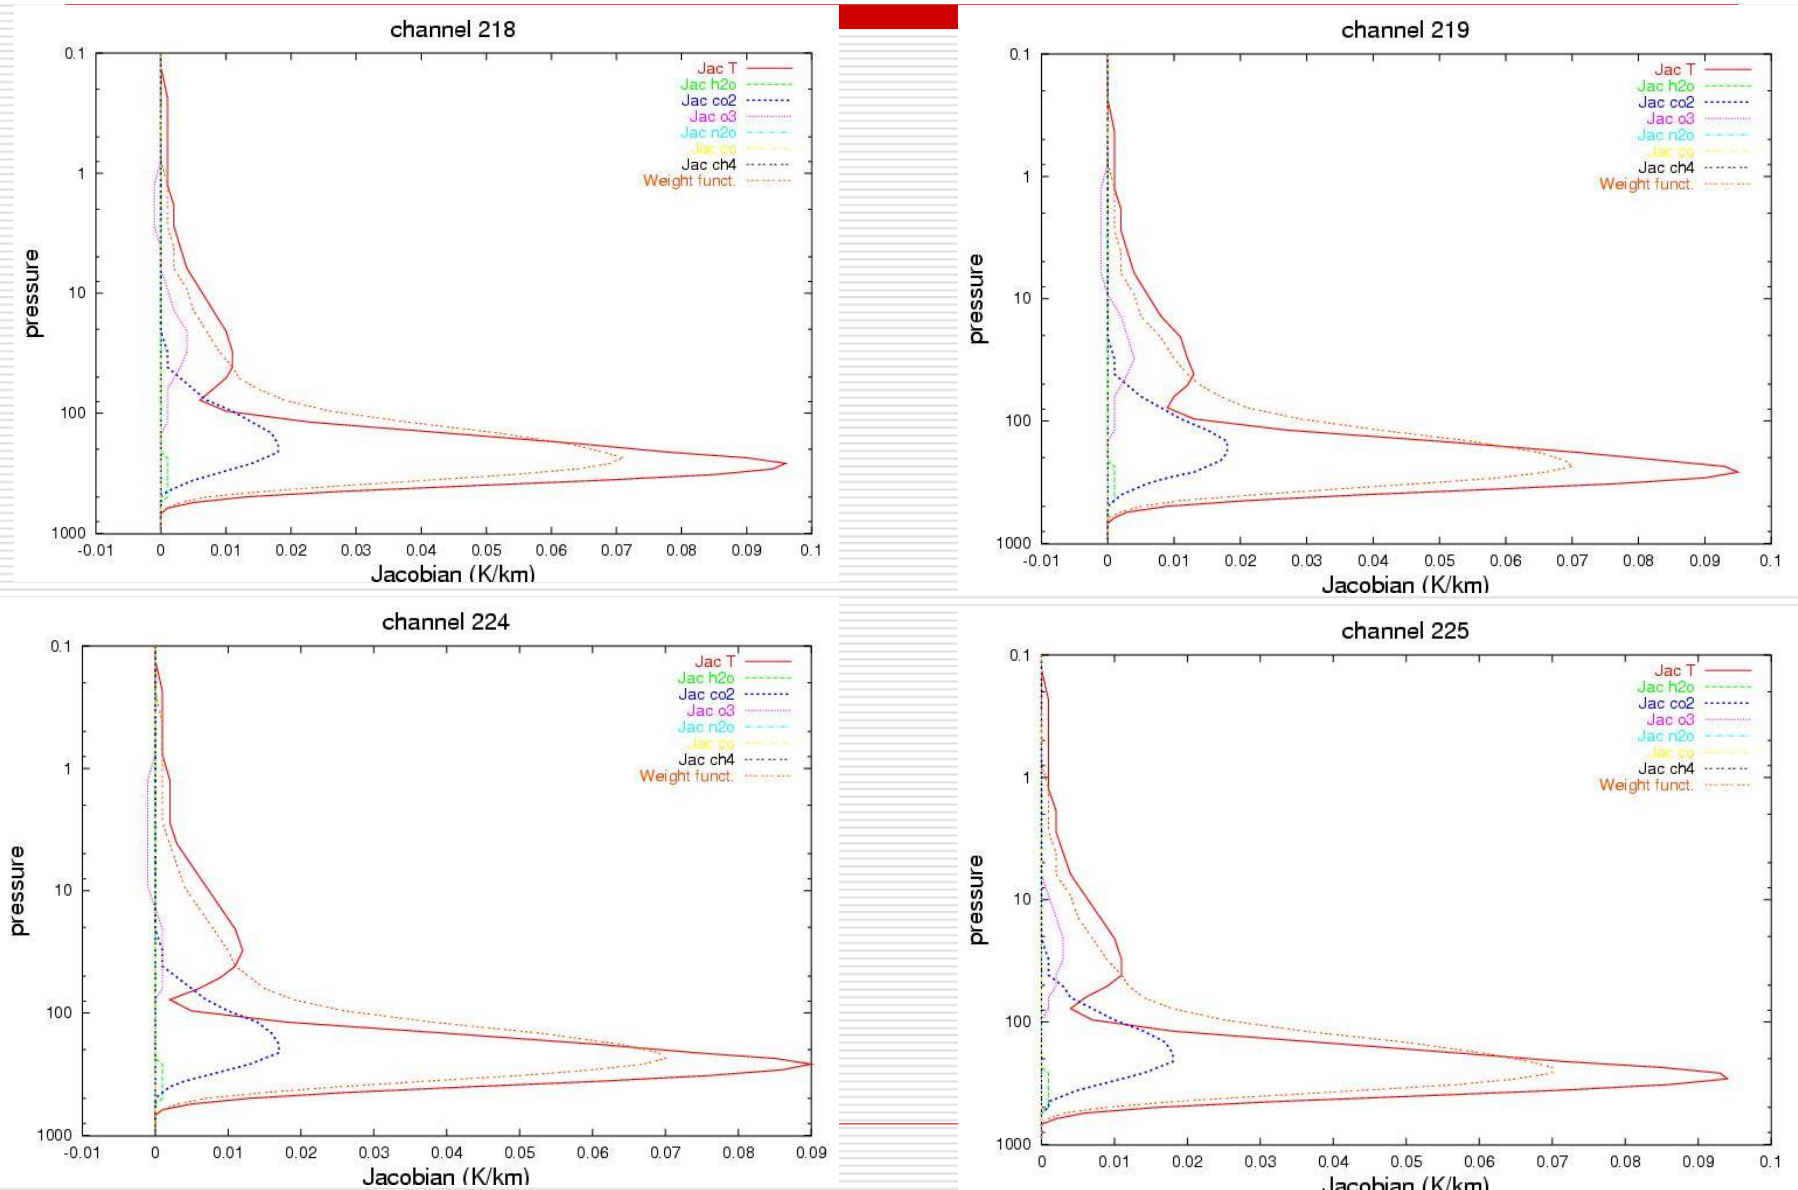 channel 218
0.1
1
10
100
1000
-0.01 0 0.01 0.02 0.03 0.04 0.05 0.06 0.07 0.08 0.09 0.1
pressure
Jacobian (K/km)
Jac T
Jac h2o
Jac co2
Jac o3
Jac n2o
Jac co
Jac ch4
Weight funct.
channel 219
0.1
1
10
100
1000
-0.01 0 0.01 0.02 0.03 0.04 0.05 0.06 0.07 0.08 0.09 0.1
pressure
Jacobian (K/km)
Jac T
Jac h2o
Jac co2
Jac o3
Jac n2o
Jac co
Jac ch4
Weight funct.
channel 224
0.1
1
10
100
1000
-0.01 0 0.01 0.02 0.03 0.04 0.05 0.06 0.07 0.08 0.09
pressure
Jacobian (K/km)
Jac T
Jac h2o
Jac co2
Jac o3
Jac n2o
Jac co
Jac ch4
Weight funct.
channel 225
0.1
1
10
100
1000
0 0.01 0.02 0.03 0.04 0.05 0.06 0.07 0.08 0.09 0.1
pressure
Jacobian (K/km)
Jac T
Jac h2o
Jac co2
Jac o3
Jac n2o
Jac co
Jac ch4
Weight funct.